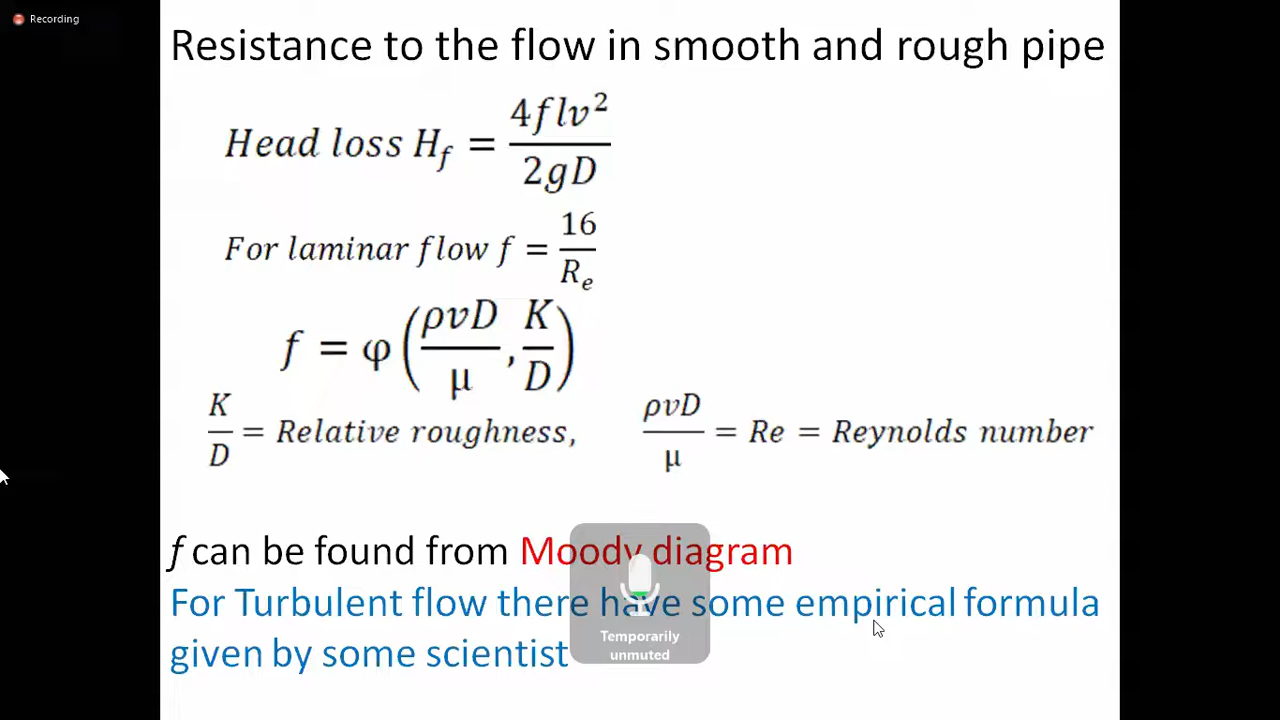 Recording
Resistance to the flow in smooth and rough pipe
Head loss H_f = 4flv²/2gD
For laminar flow f = 16/R_e
f = φ(ρvD/μ, K/D)
K/D = Relative roughness, ρvD/μ = Re = Reynolds number
f can be found from Moody diagram
For Turbulent flow there have some empirical formula
given by some scientist
Temporarily
unmuted